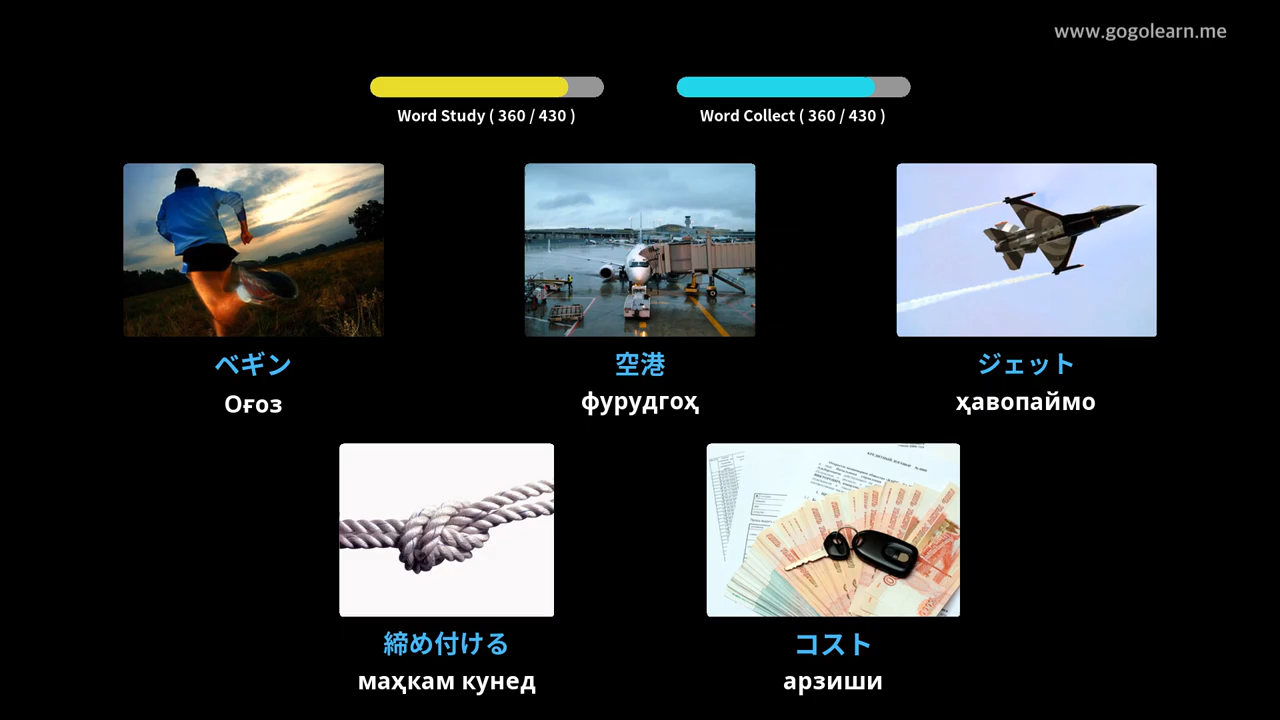 www.gogolearn.me
Word Study ( 360 / 430 )
Word Collect ( 360 / 430 )
ベギン
Оғоз
空港
фурудгоҳ
ジェット
ҳавопаймо
締め付ける
маҳкам кунед
コスト
арзиши